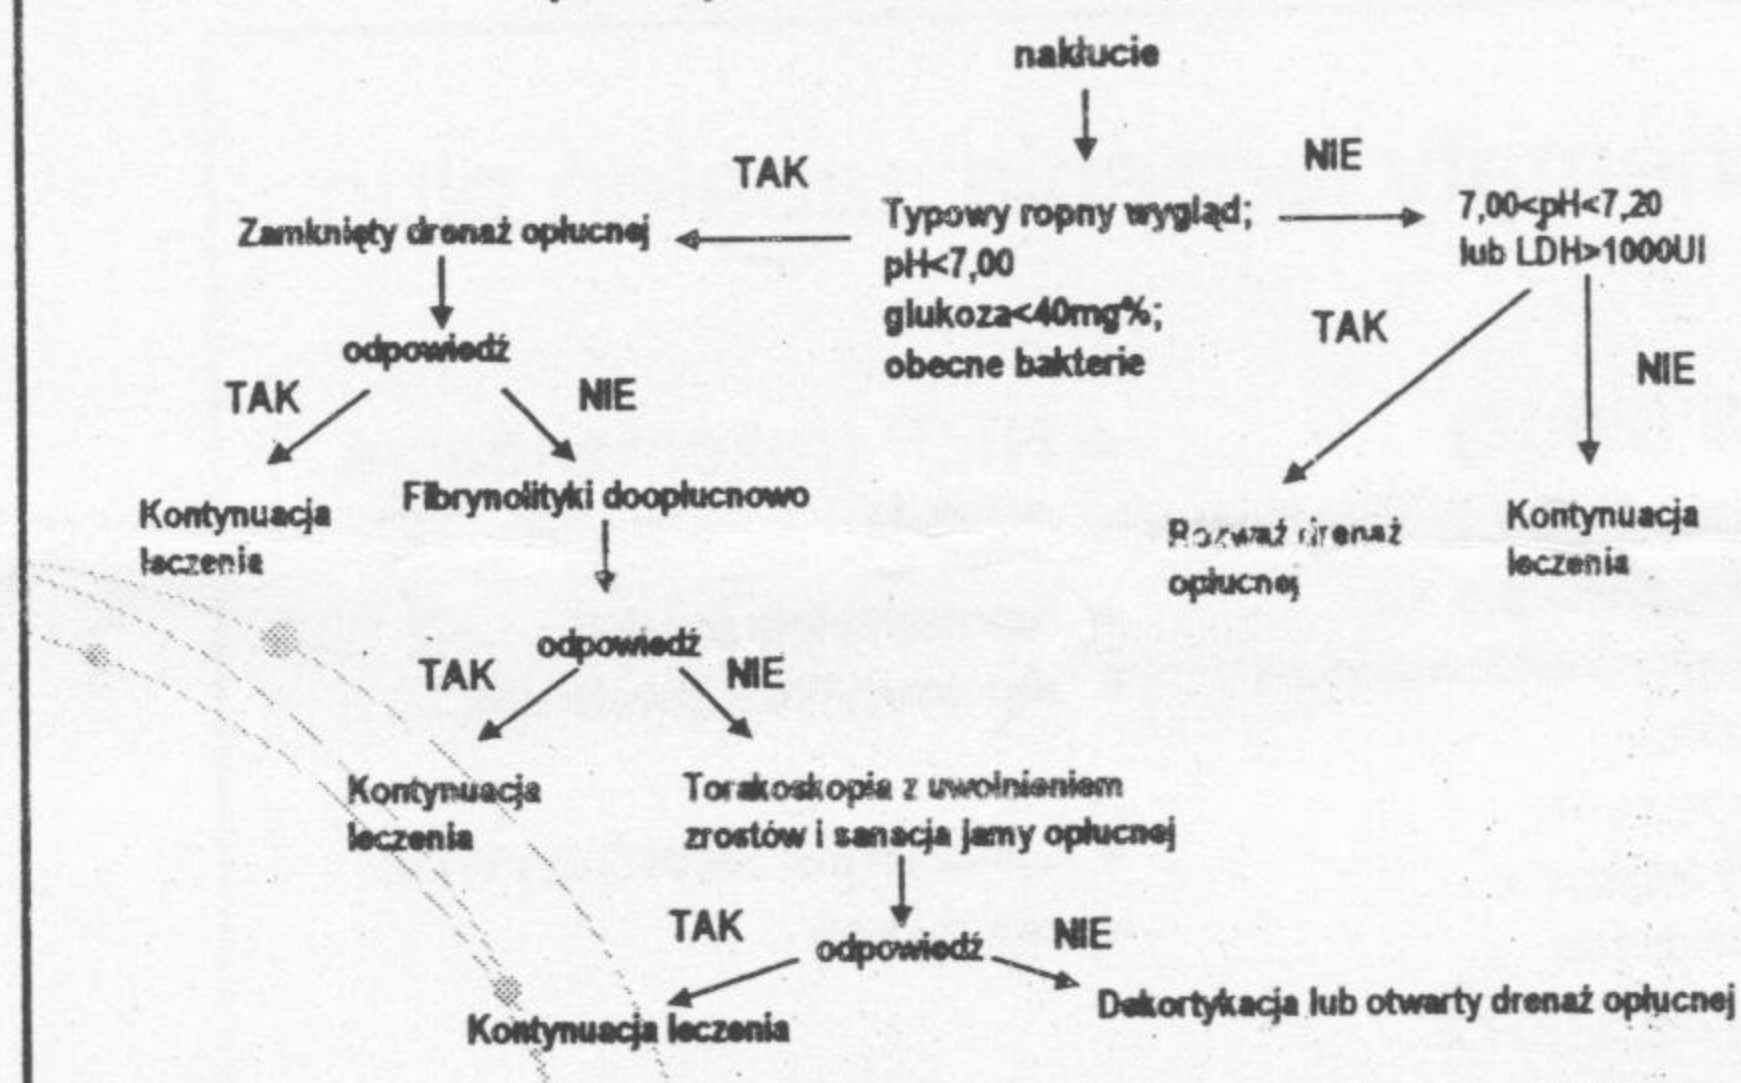 nakłucie
TAK
NIE
Typowy ropny wygląd;
pH<7,00
glukoza<40mg%;
obecne bakterie
7,00<pH<7,20
lub LDH>1000UI
Zamknięty drenaż opłucnej
odpowiedź
TAK
NIE
TAK
NIE
Kontynuacja
leczenia
Fibrynolityki doopłucnowo
Rozważ drenaż
opłucnej
Kontynuacja
leczenia
odpowiedź
TAK
NIE
Kontynuacja
leczenia
Torakoskopia z uwolnieniem
zrostów i sanacja jamy opłucnej
TAK
odpowiedź
NIE
Kontynuacja leczenia
Dekortykacja lub otwarty drenaż opłucnej